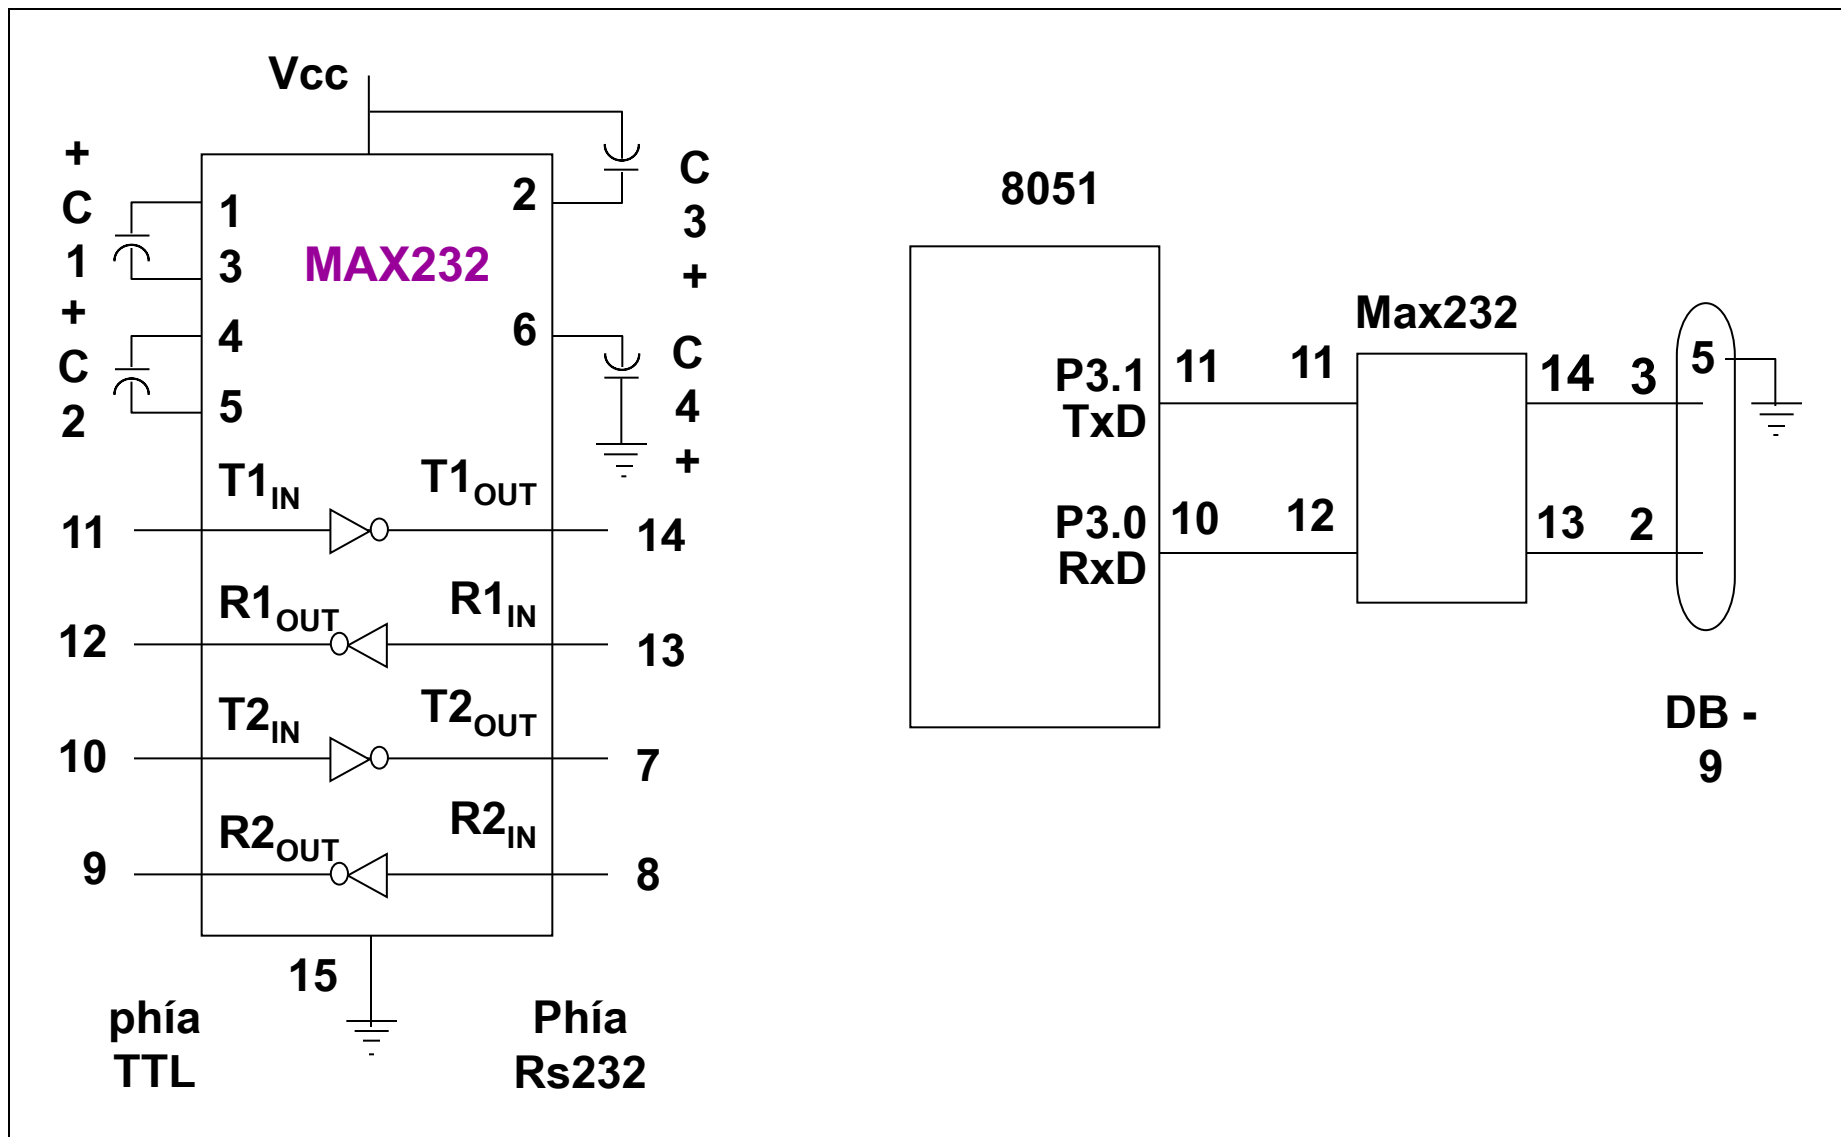 Vcc
+
C
1
+
C
2
1
3
4
5
2
6
MAX232
C
3
+
C
4
+
T1IN
T1OUT
11
14
R1OUT
R1IN
12
13
T2IN
T2OUT
10
7
R2OUT
R2IN
9
8
15
phía
TTL
Phía
Rs232
8051
P3.1
TxD
11
11
Max232
14
3
5
P3.0
RxD
10
12
13
2
DB -
9